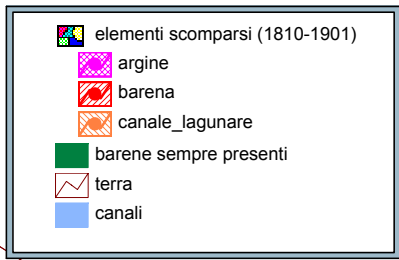 elementi scomparsi (1810-1901)
argine
barena
canale_lagunare
barene sempre presenti
terra
canali